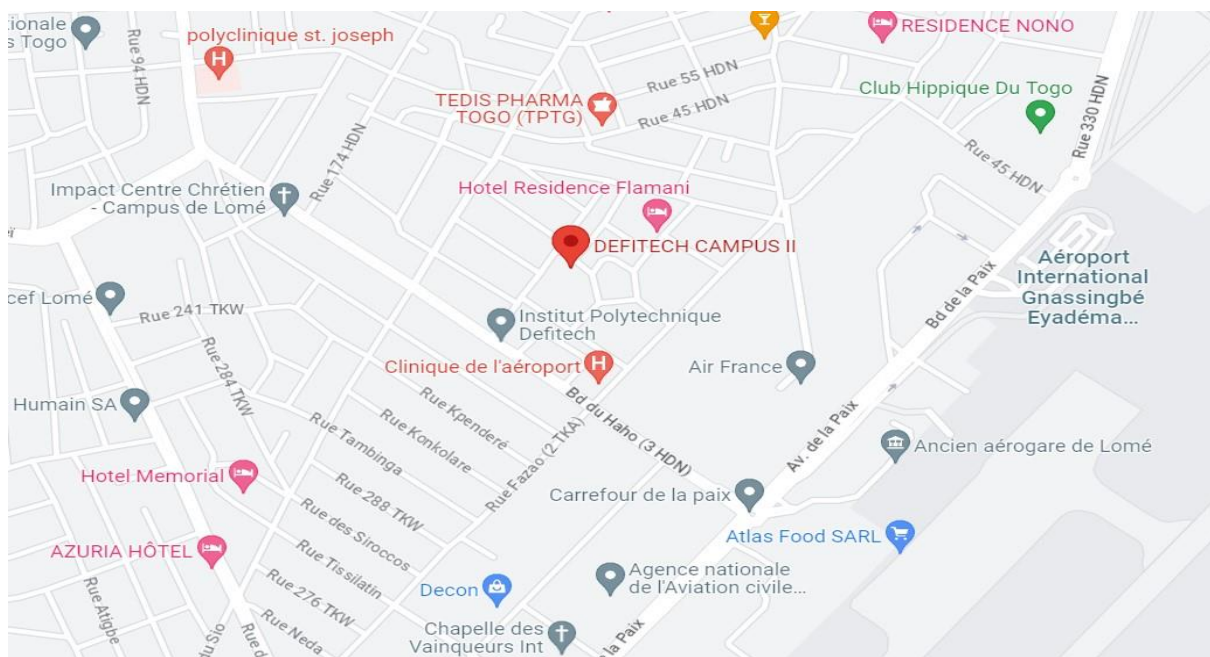 tionale
s Togo
Rue 94 HDN
polyclinique st. joseph
RESIDENCE NONO
Rue 55 HDN
Club Hippique Du Togo
TEDIS PHARMA
TOGO (TPTG)
Rue 45 HDN
Rue 330 HDN
Rue 174 HDN
Rue 45 HDN
Impact Centre Chrétien
- Campus de Lomé
Hotel Residence Flamani
DEFITECH CAMPUS II
Aéroport
International
Gnassingbé
Eyadéma...
cef Lomé
Rue 241 TKW
Institut Polytechnique
Defitech
Bd de la Paix
Rue 284 TKW
Clinique de l'aéroport
Air France
Humain SA
Rue Kpenderé
Bd du Haho (3 HDN)
Rue Konkolare
Rue Tambinga
Rue Fazao (2 TKA)
Av. de la Paix
Ancien aérogare de Lomé
Hotel Memorial
Rue 288 TKW
Carrefour de la paix
Rue des Siroccos
Atlas Food SARL
AZURIA HÔTEL
Rue Tissilatin
Agence nationale
de l'Aviation civile...
Decon
Rue 276 TKW
Rue Atigbe
Rue Neda
Chapelle des
Vainqueurs Int
du Sio
Rue d
la Paix